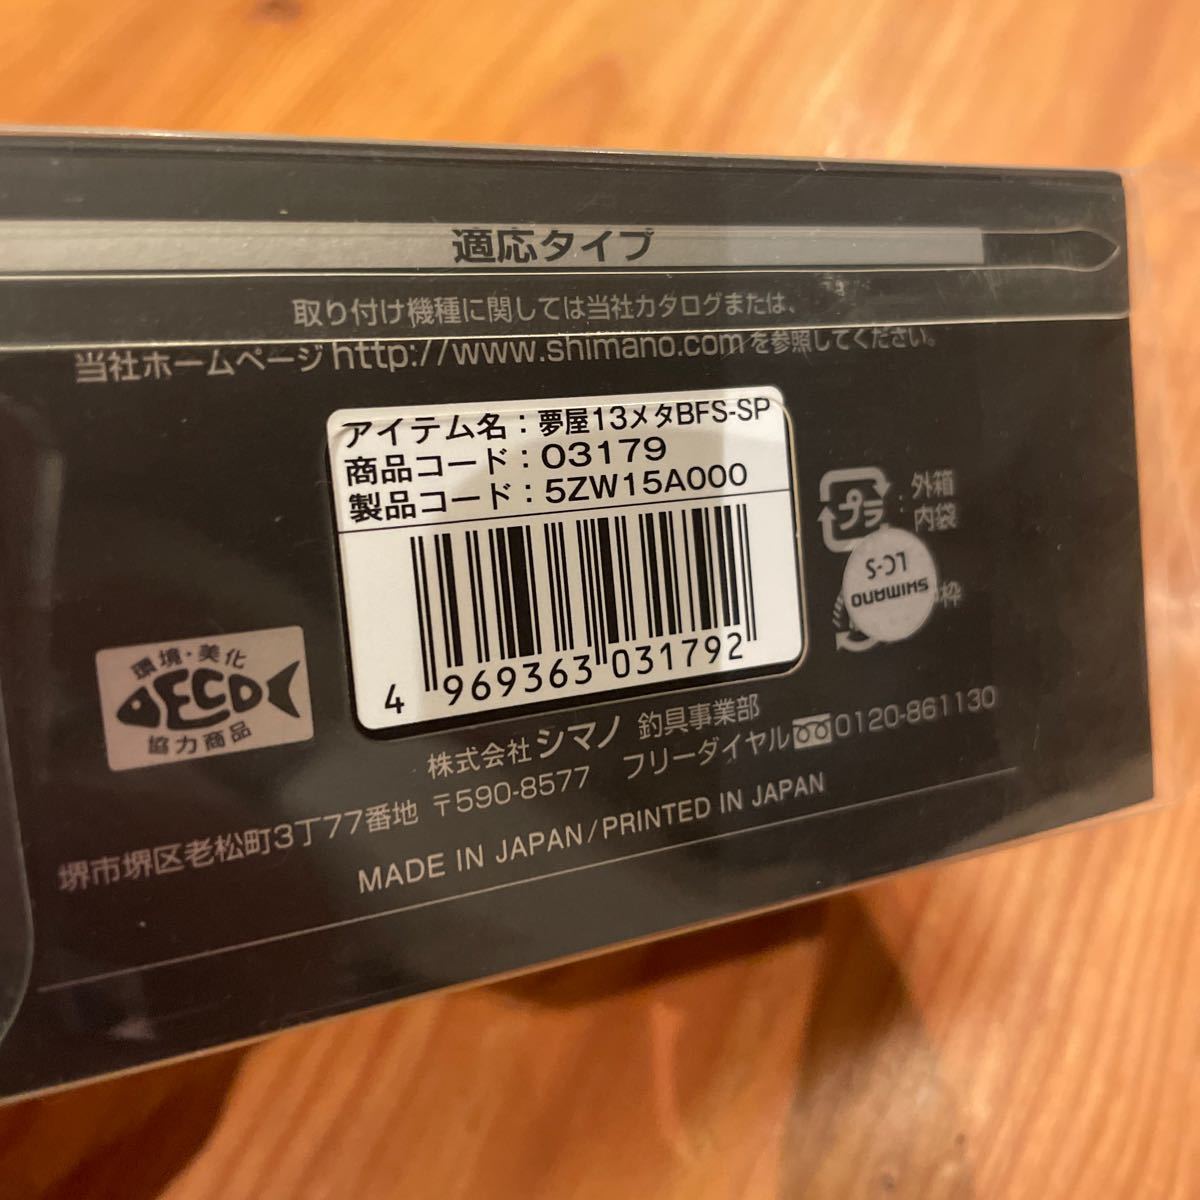 適応タイプ
取り付け機種に関しては当社カタログまたは、
当社ホームページ http://www.shimano.com を参照してください。
アイテム名：夢屋13メタBFS-SP
商品コード：03179
製品コード：5ZW15A000
4 969363 031792
プラ
：外箱
内袋
SHIMANO
LC-S
枠
環境・美化
ECO
協力商品
株式会社 シマノ 釣具事業部
堺市堺区老松町3丁77番地 〒590-8577 フリーダイヤル 0120-861130
MADE IN JAPAN/PRINTED IN JAPAN